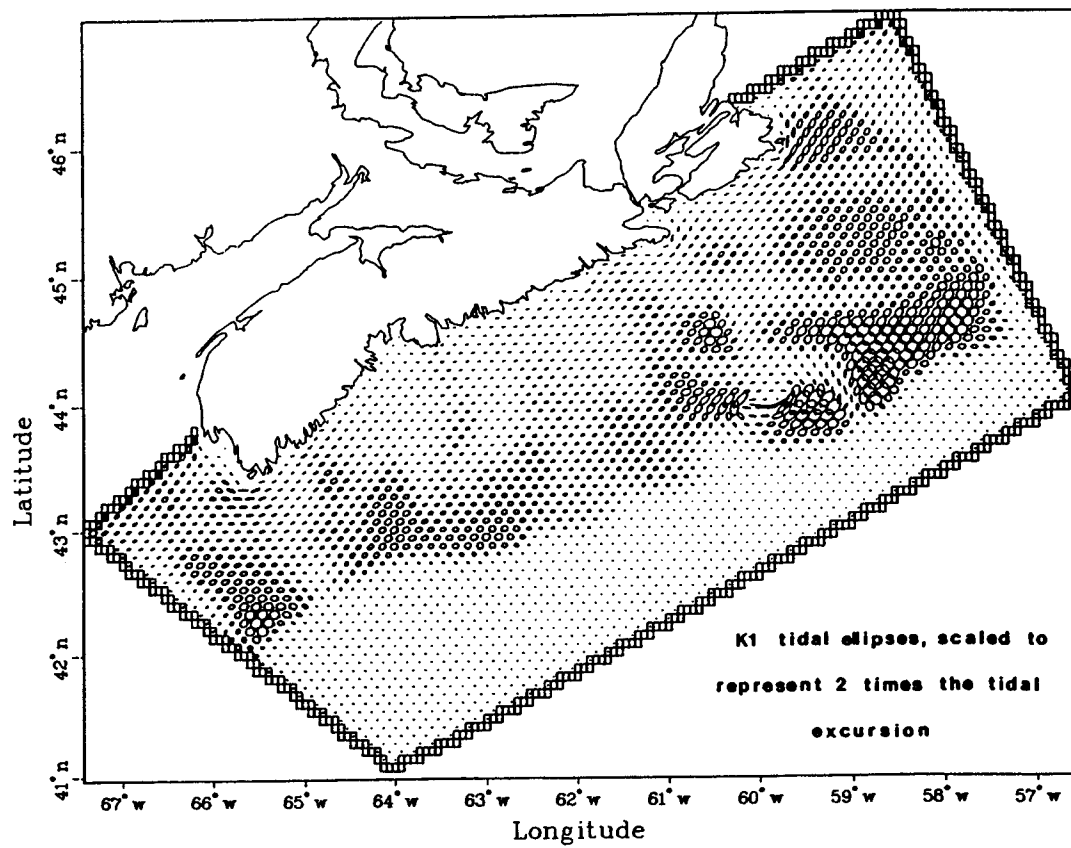 46° n
45° n
44° n
43° n
42° n
41° n
Latitude
K1 tidal ellipses, scaled to
represent 2 times the tidal
excursion
67° w 66° w 65° w 64° w 63° w 62° w 61° w 60° w 59° w 58° w 57° w
Longitude